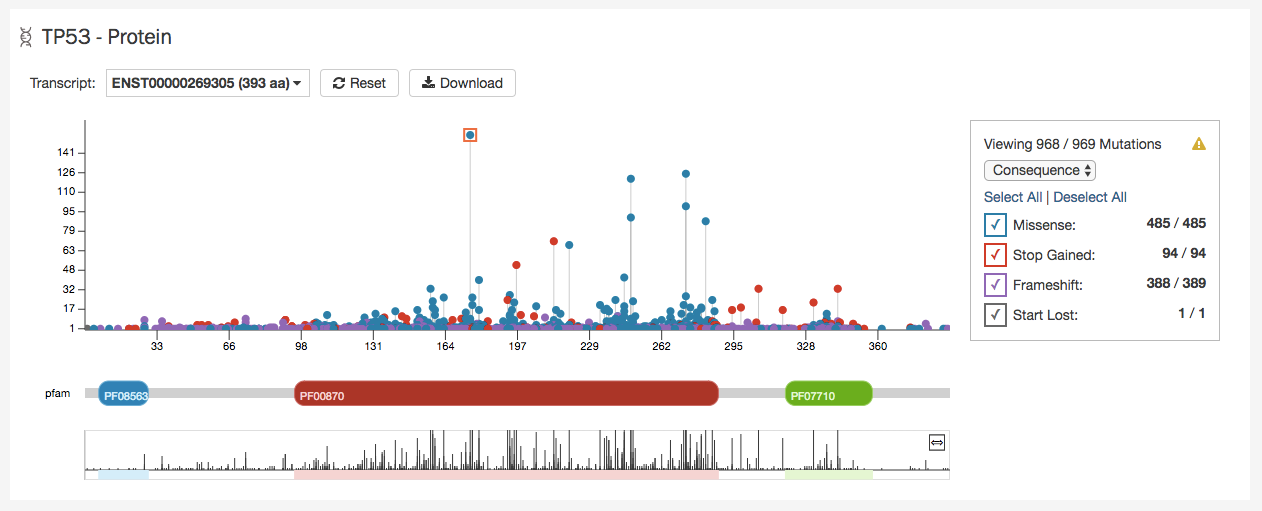 TP53 - Protein
Transcript: ENST00000269305 (393 aa) Reset Download
141
126
110
95
79
63
48
32
17
1
33 66 98 131 164 197 229 262 295 328 360
pfam PF08563 PF00870 PF07710
Viewing 968 / 969 Mutations
Consequence
Select All | Deselect All
Missense: 485 / 485
Stop Gained: 94 / 94
Frameshift: 388 / 389
Start Lost: 1 / 1